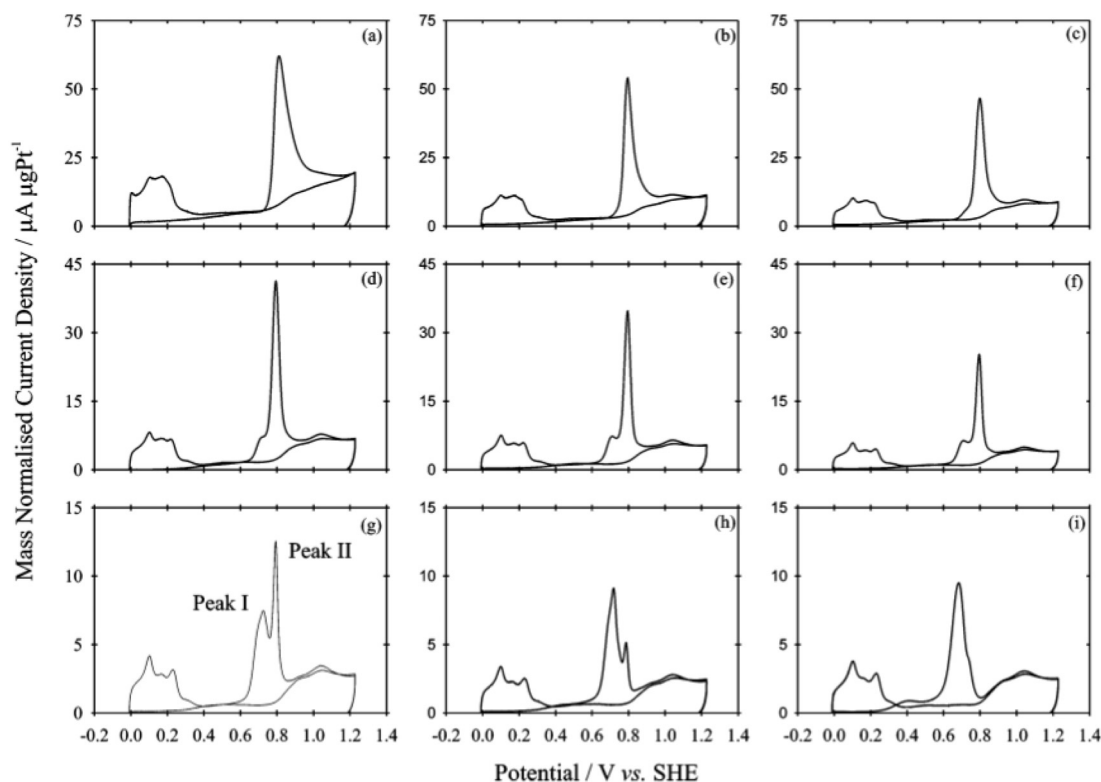 Mass Normalised Current Density / µA µgPt⁻¹
75
50
25
0
(a)
75
50
25
0
(b)
75
50
25
0
(c)
45
30
15
0
(d)
45
30
15
0
(e)
45
30
15
0
(f)
15
10
5
0
(g)
Peak I
Peak II
-0.2 0.0 0.2 0.4 0.6 0.8 1.0 1.2 1.4
15
10
5
0
(h)
-0.2 0.0 0.2 0.4 0.6 0.8 1.0 1.2 1.4
15
10
5
0
(i)
-0.2 0.0 0.2 0.4 0.6 0.8 1.0 1.2 1.4
Potential / V vs. SHE